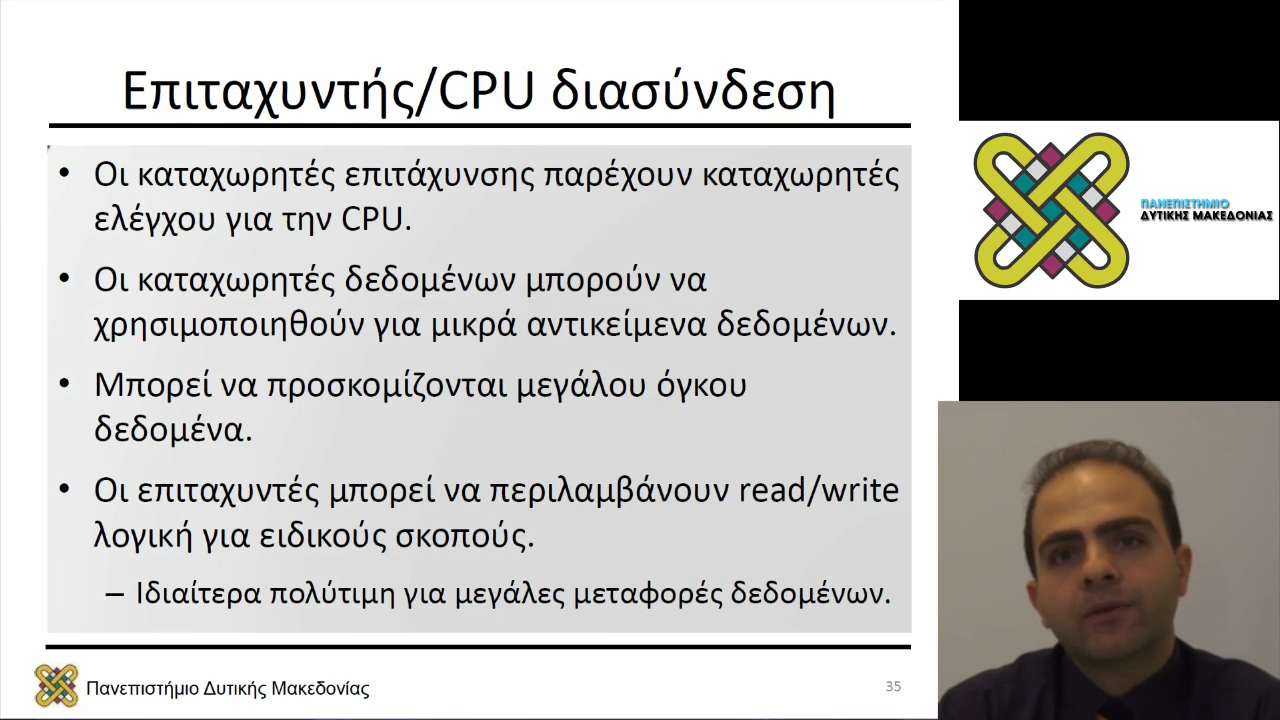 Επιταχυντής/CPU διασύνδεση
• Οι καταχωρητές επιτάχυνσης παρέχουν καταχωρητές
ελέγχου για την CPU.
• Οι καταχωρητές δεδομένων μπορούν να
χρησιμοποιηθούν για μικρά αντικείμενα δεδομένων.
• Μπορεί να προσκομίζονται μεγάλου όγκου
δεδομένα.
• Οι επιταχυντές μπορεί να περιλαμβάνουν read/write
λογική για ειδικούς σκοπούς.
– Ιδιαίτερα πολύτιμη για μεγάλες μεταφορές δεδομένων.
Πανεπιστήμιο Δυτικής Μακεδονίας
35
ΠΑΝΕΠΙΣΤΗΜΙΟ
ΔΥΤΙΚΗΣ ΜΑΚΕΔΟΝΙΑΣ